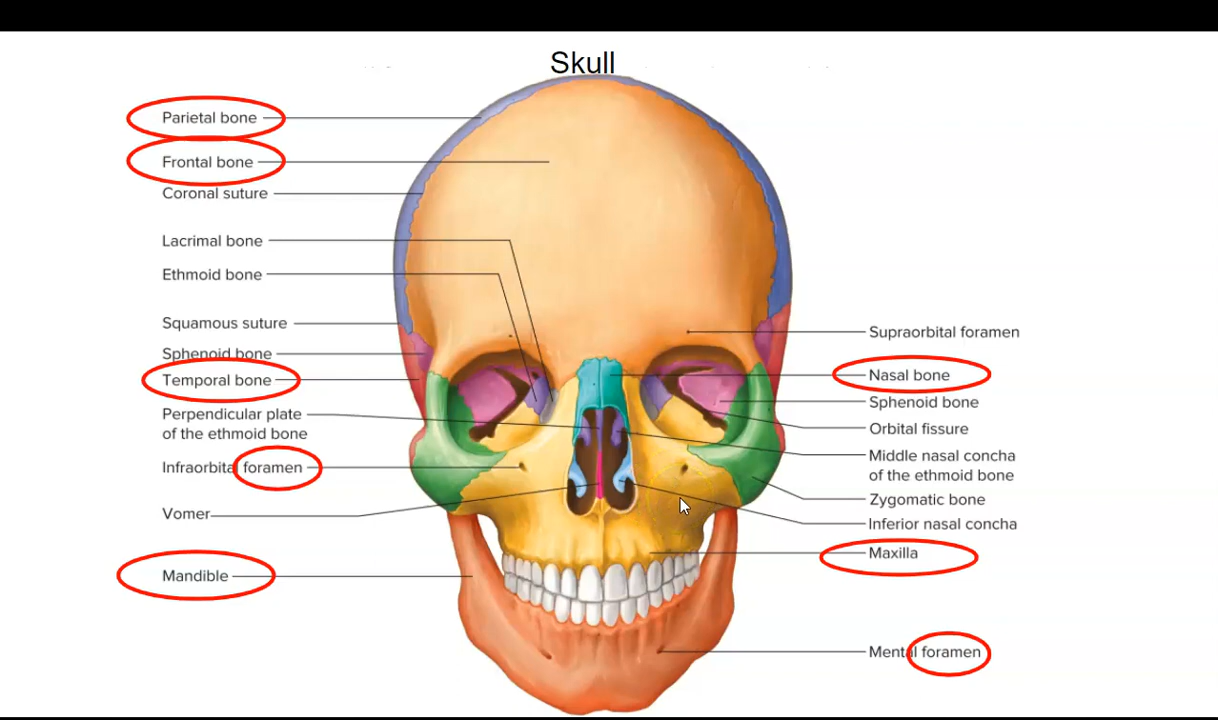 Skull
Parietal bone
Frontal bone
Coronal suture
Lacrimal bone
Ethmoid bone
Squamous suture
Sphenoid bone
Temporal bone
Perpendicular plate
of the ethmoid bone
Infraorbital foramen
Vomer
Mandible
Supraorbital foramen
Nasal bone
Sphenoid bone
Orbital fissure
Middle nasal concha
of the ethmoid bone
Zygomatic bone
Inferior nasal concha
Maxilla
Mental foramen